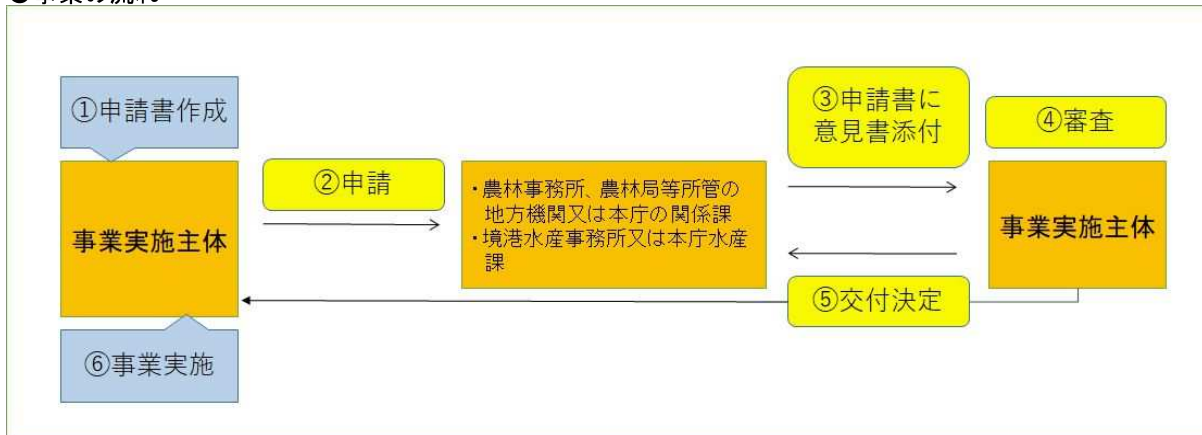 ①申請書作成
事業実施主体
⑥事業実施
②申請
・農林事務所、農林局等所管の
地方機関又は本庁の関係課
・境港水産事務所又は本庁水産
課
③申請書に
意見書添付
④審査
事業実施主体
⑤交付決定